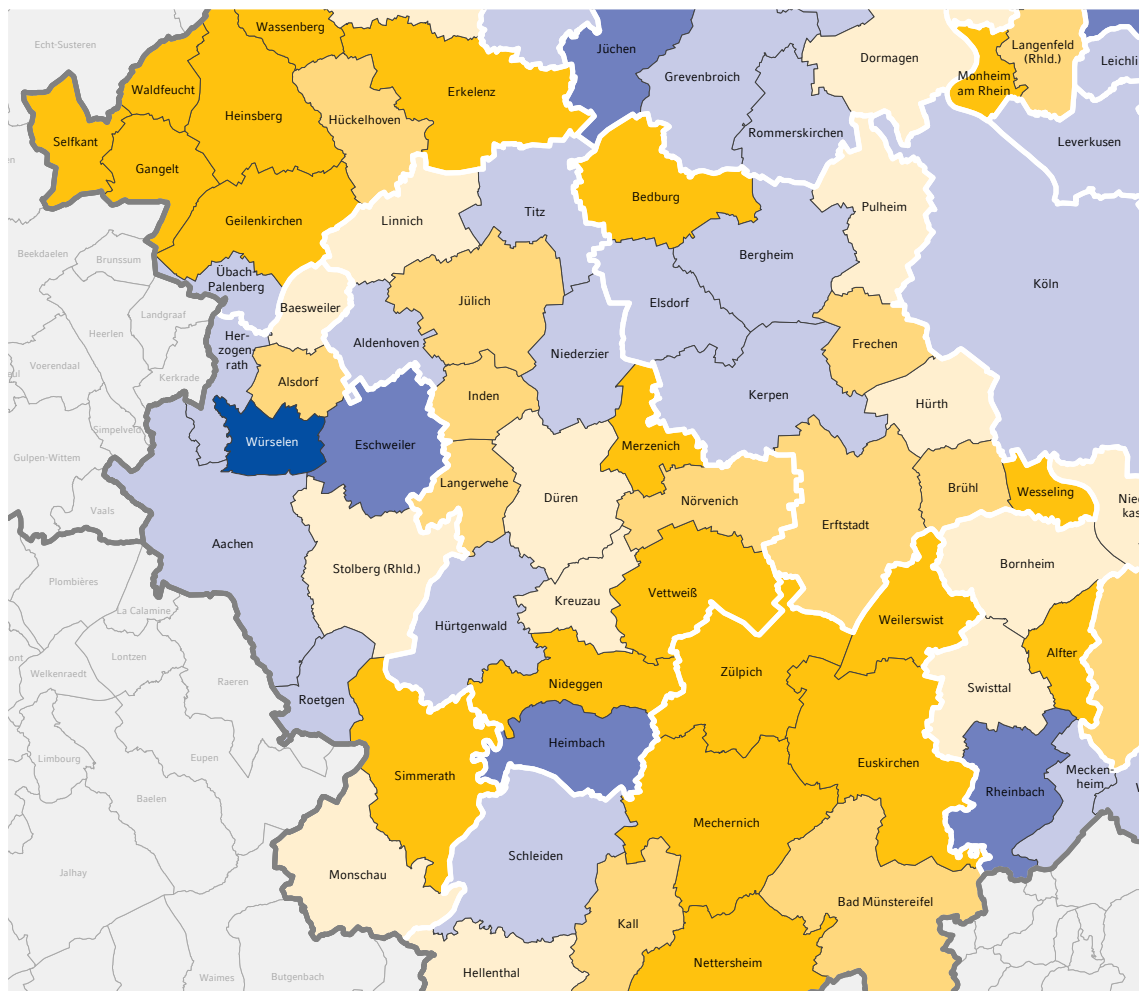 Wassenberg
Echt-Susteren
Jüchen
Dormagen
Langenfeld
(Rhld.)
Leichli
Grevenbroich
Monheim
am Rhein
Waldfeucht
Erkelenz
Heinsberg
Hückelhoven
Rommerskirchen
Selfkant
Leverkusen
Gangelt
Bedburg
Pulheim
Titz
Linnich
Geilenkirchen
Beekdaelen
Brunssum
Bergheim
Übach-
Palenberg
Köln
Jülich
Elsdorf
Baesweiler
Landgraaf
Heerlen
Her-
zogen-
rath
Aldenhoven
Frechen
Niederzier
Voerendaal
Kerkrade
Alsdorf
Inden
Kerpen
Hürth
Simpelveld
Würselen
Eschweiler
Merzenich
Gulpen-Wittem
Langerwehe
Düren
Nörvenich
Brühl
Wesseling
Nied
kas
Vaals
Erftstadt
Aachen
Stolberg (Rhld.)
Bornheim
Plombières
Kreuzau
Vettweiß
La Calamine
Hürtgenwald
Weilerswist
Alfter
ont
Lontzen
Welkenraedt
Raeren
Zülpich
Nideggen
Swisttal
Roetgen
Heimbach
Limbourg
Eupen
Simmerath
Euskirchen
Mecken-
heim
Rheinbach
Baelen
Mechernich
Schleiden
Jalhay
Monschau
Bad Münstereifel
Kall
Nettersheim
Hellenthal
Waimes
Butgenbach